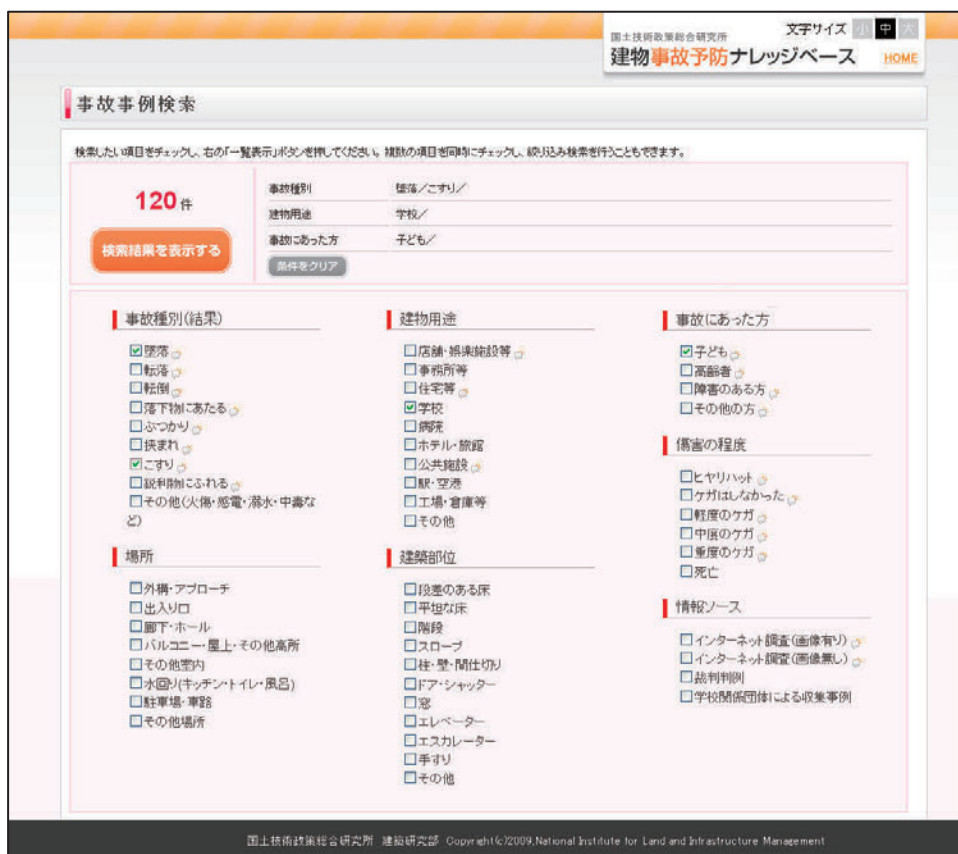 文字サイズ 小 中 大
国土技術政策総合研究所
建物事故予防ナレッジベース HOME
事故事例検索
検索したい項目をチェックし、右の「一覧表示」ボタンを押してください。複数の項目を同時にチェックし、絞り込み検索を行うこともできます。
120件
検索結果を表示する
事故種別 墜落/こすり/
建物用途 学校/
事故にあった方 子ども/
条件をクリア
事故種別(結果)
墜落
転落
転倒
落下物にあたる
ぶつかり
挟まれ
こすり
鋭利物にふれる
その他(火傷・感電・溺水・中毒な
ど)
場所
外構・アプローチ
出入り口
廊下・ホール
バルコニー・屋上・その他高所
その他室内
水回り(キッチン・トイレ・風呂)
駐車場・車路
その他場所
建物用途
店舗・娯楽施設等
事務所等
住宅等
学校
病院
ホテル・旅館
公共施設
駅・空港
工場・倉庫等
その他
建築部位
段差のある床
平坦な床
階段
スロープ
柱・壁・間仕切り
ドア・シャッター
窓
エレベーター
エスカレーター
手すり
その他
事故にあった方
子ども
高齢者
障害のある方
その他の方
傷害の程度
ヒヤリハット
ケガはしなかった
軽度のケガ
中度のケガ
重度のケガ
死亡
情報ソース
インターネット調査(画像有り)
インターネット調査(画像無し)
裁判判例
学校関係団体による収集事例
国土技術政策総合研究所 建築研究部 Copyright(c)2009,National Institute for Land and Infrastructure Management